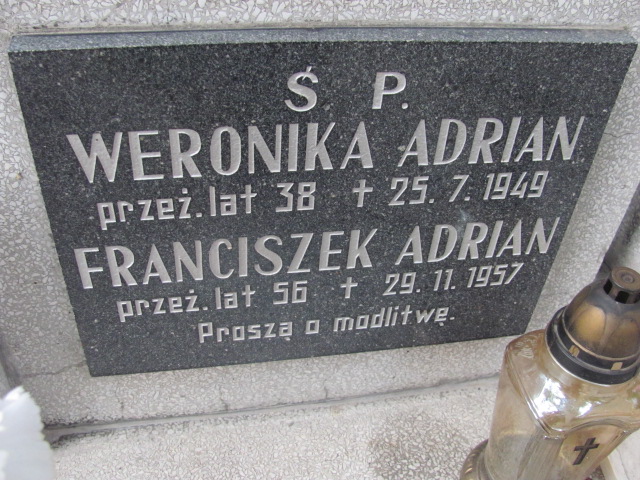 Ś. P.
WERONIKA ADRIAN
przeż. lat 38 † 25. 7. 1949
FRANCISZEK ADRIAN
przeż. lat 56 † 29. 11. 1957
Proszą o modlitwę.